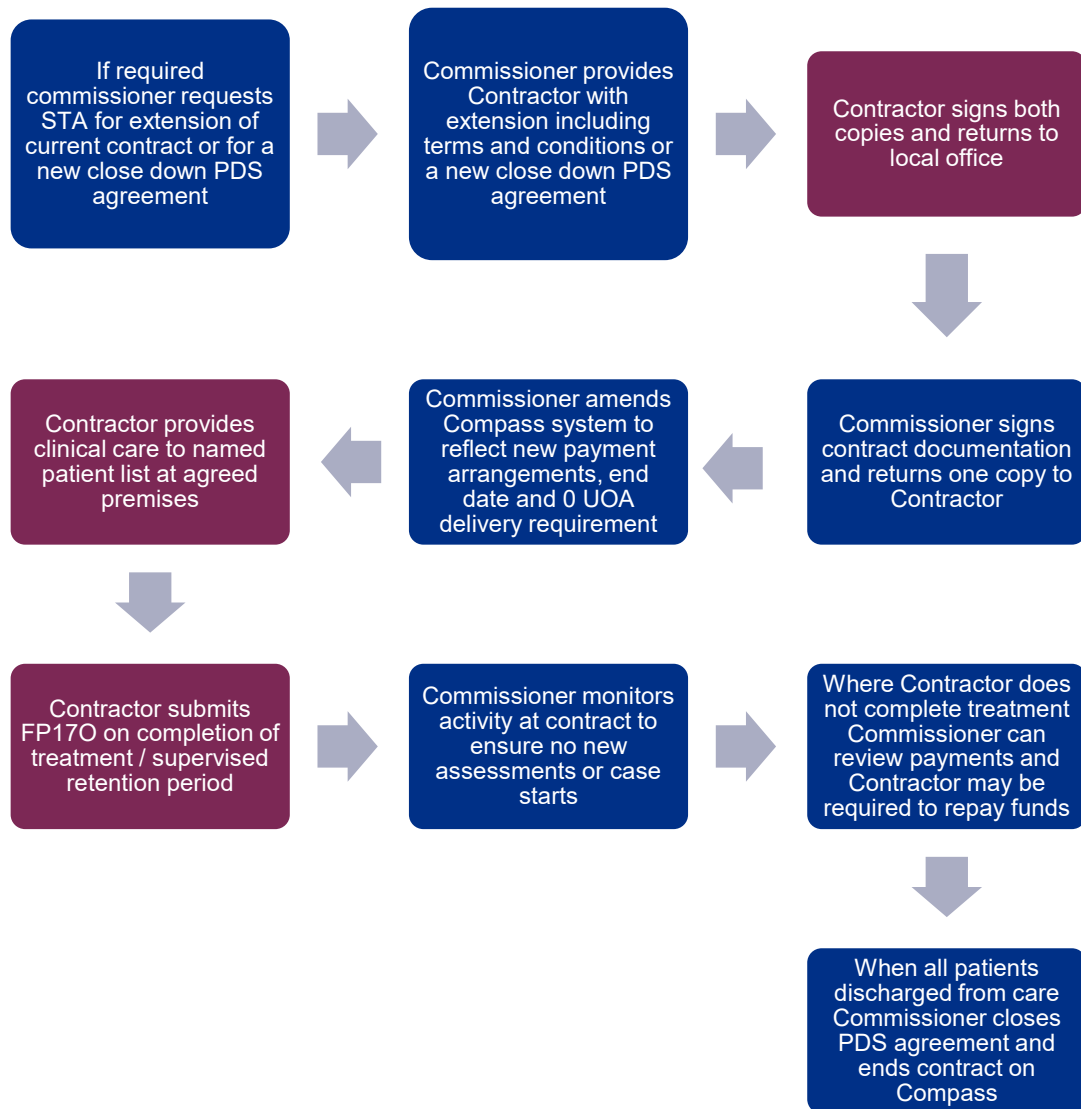 If required
commissioner requests
STA for extension of
current contract or for a
new close down PDS
agreement
Commissioner provides
Contractor with
extension including
terms and conditions or
a new close down PDS
agreement
Contractor signs both
copies and returns to
local office
Commissioner signs
contract documentation
and returns one copy to
Contractor
Commissioner amends
Compass system to
reflect new payment
arrangements, end
date and 0 UOA
delivery requirement
Contractor provides
clinical care to named
patient list at agreed
premises
Contractor submits
FP17O on completion of
treatment / supervised
retention period
Commissioner monitors
activity at contract to
ensure no new
assessments or case
starts
Where Contractor does
not complete treatment
Commissioner can
review payments and
Contractor may be
required to repay funds
When all patients
discharged from care
Commissioner closes
PDS agreement and
ends contract on
Compass